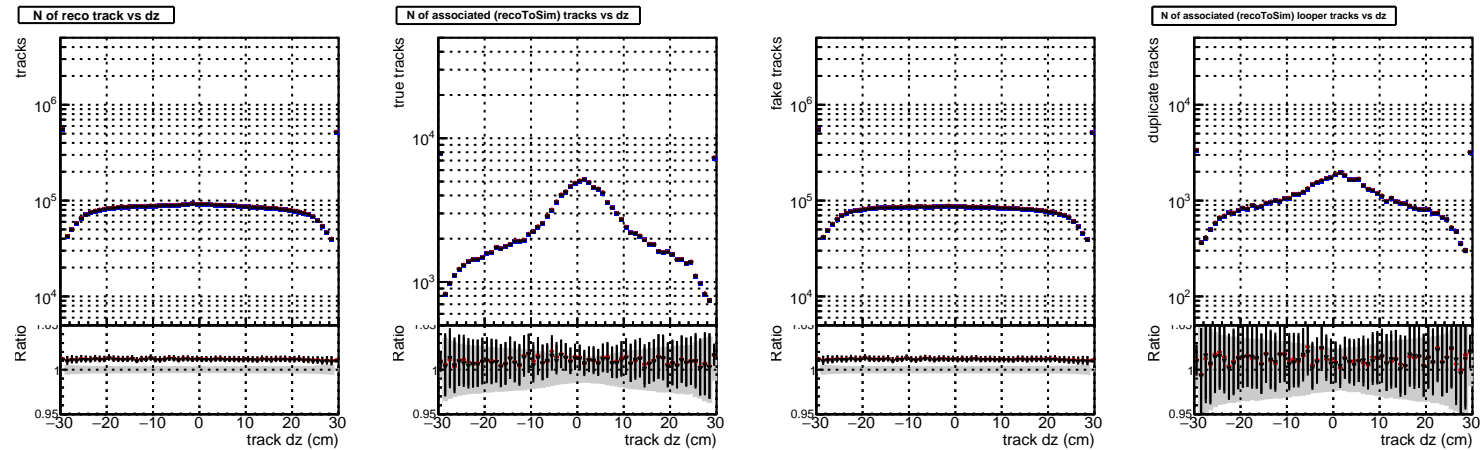 N of reco track vs dz
tracks
10^6
10^5
10^4
Ratio
1
0.95
−30 −20 −10 0 10 20 30
track dz (cm)
N of associated (recoToSim) tracks vs dz
true tracks
10^4
10^3
Ratio
1
0.95
−30 −20 −10 0 10 20 30
track dz (cm)
fake tracks
10^6
10^5
10^4
Ratio
1
0.95
−30 −20 −10 0 10 20 30
track dz (cm)
N of associated (recoToSim) looper tracks vs dz
duplicate tracks
10^4
10^3
10^2
Ratio
1
0.95
−30 −20 −10 0 10 20 30
track dz (cm)